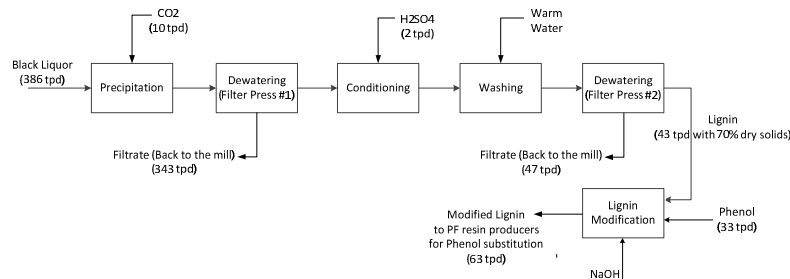 CO2
(10 tpd)
H2SO4
(2 tpd)
Warm
Water
Black Liquor
(386 tpd)
Precipitation
Dewatering
(Filter Press #1)
Conditioning
Washing
Dewatering
(Filter Press #2)
Lignin
(43 tpd with 70% dry solids)
Filtrate (Back to the mill)
(343 tpd)
Filtrate (Back to the mill)
(47 tpd)
Lignin
Modification
Phenol
(33 tpd)
Modified Lignin
to PF resin producers
for Phenol substitution
(63 tpd)
NaOH